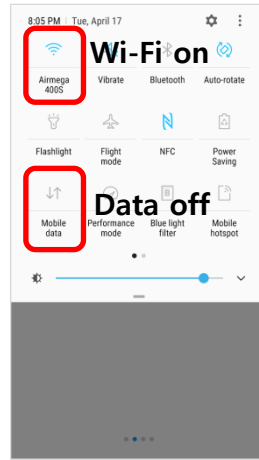 8:05 PM Tue, April 17
Wi-Fi on
Airmega
400S
Vibrate
Bluetooth
Auto-rotate
Flashlight
Flight
mode
NFC
Power
Saving
Data off
Mobile
data
Performance
mode
Blue light
filter
Mobile
hotspot